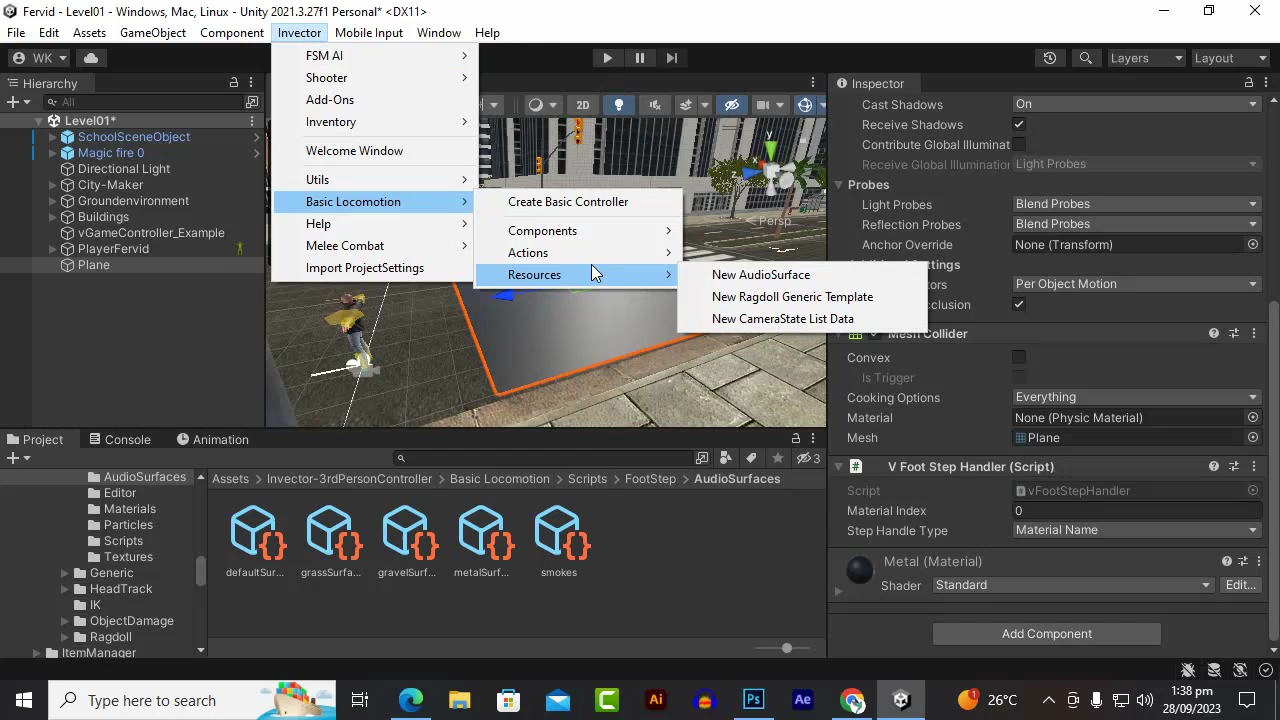 Fervid - Level01 - Windows, Mac, Linux - Unity 2021.3.27f1 Personal* <DX11>
File Edit Assets GameObject Component Invector Mobile Input Window Help
WK Layers Layout
Hierarchy
All
Level01*
SchoolSceneObject
Magic fire 0
Directional Light
City-Maker
Groundenvironment
Buildings
vGameController_Example
PlayerFervid
Plane
FSM AI
Shooter
Add-Ons
Inventory
Welcome Window
Utils
Basic Locomotion
Help
Melee Combat
Import ProjectSettings
Create Basic Controller
Components
Actions
Resources
New AudioSurface
New Ragdoll Generic Template
New CameraState List Data
2D
y
Persp
Inspector
Cast Shadows On
Receive Shadows
Contribute Global Illumination
Receive Global Illumination Light Probes
Probes
Light Probes Blend Probes
Reflection Probes Blend Probes
Anchor Override None (Transform)
Settings
Per Object Motion
Mesh Collider
Convex
Is Trigger
Cooking Options Everything
Material None (Physic Material)
Mesh Plane
V Foot Step Handler (Script)
Script vFootStepHandler
Material Index 0
Step Handle Type Material Name
Metal (Material)
Shader Standard Edit...
Add Component
Project Console Animation
3
AudioSurfaces
Editor
Materials
Particles
Scripts
Textures
Generic
HeadTrack
IK
ObjectDamage
Ragdoll
ItemManager
Assets Invector-3rdPersonController Basic Locomotion Scripts FootStep AudioSurfaces
defaultSur... grassSurfa... gravelSurf... metalSurf... smokes
Type here to search
26°C
1:38 pm
28/09/2023